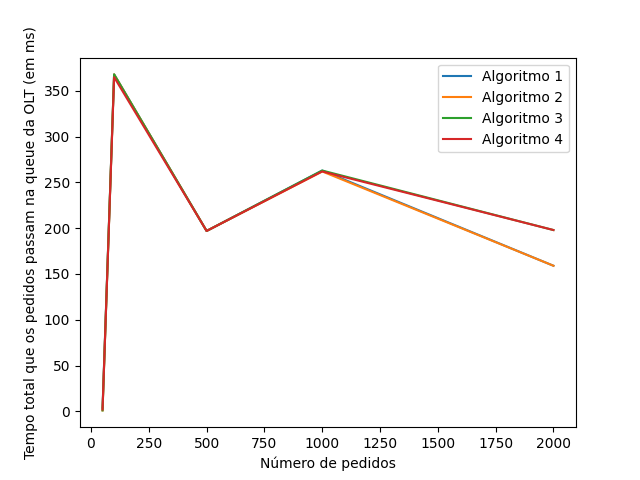 Tempo total que os pedidos passam na queue da OLT (em ms)
350
300
250
200
150
100
50
0
Algoritmo 1
Algoritmo 2
Algoritmo 3
Algoritmo 4
0 250 500 750 1000 1250 1500 1750 2000
Número de pedidos